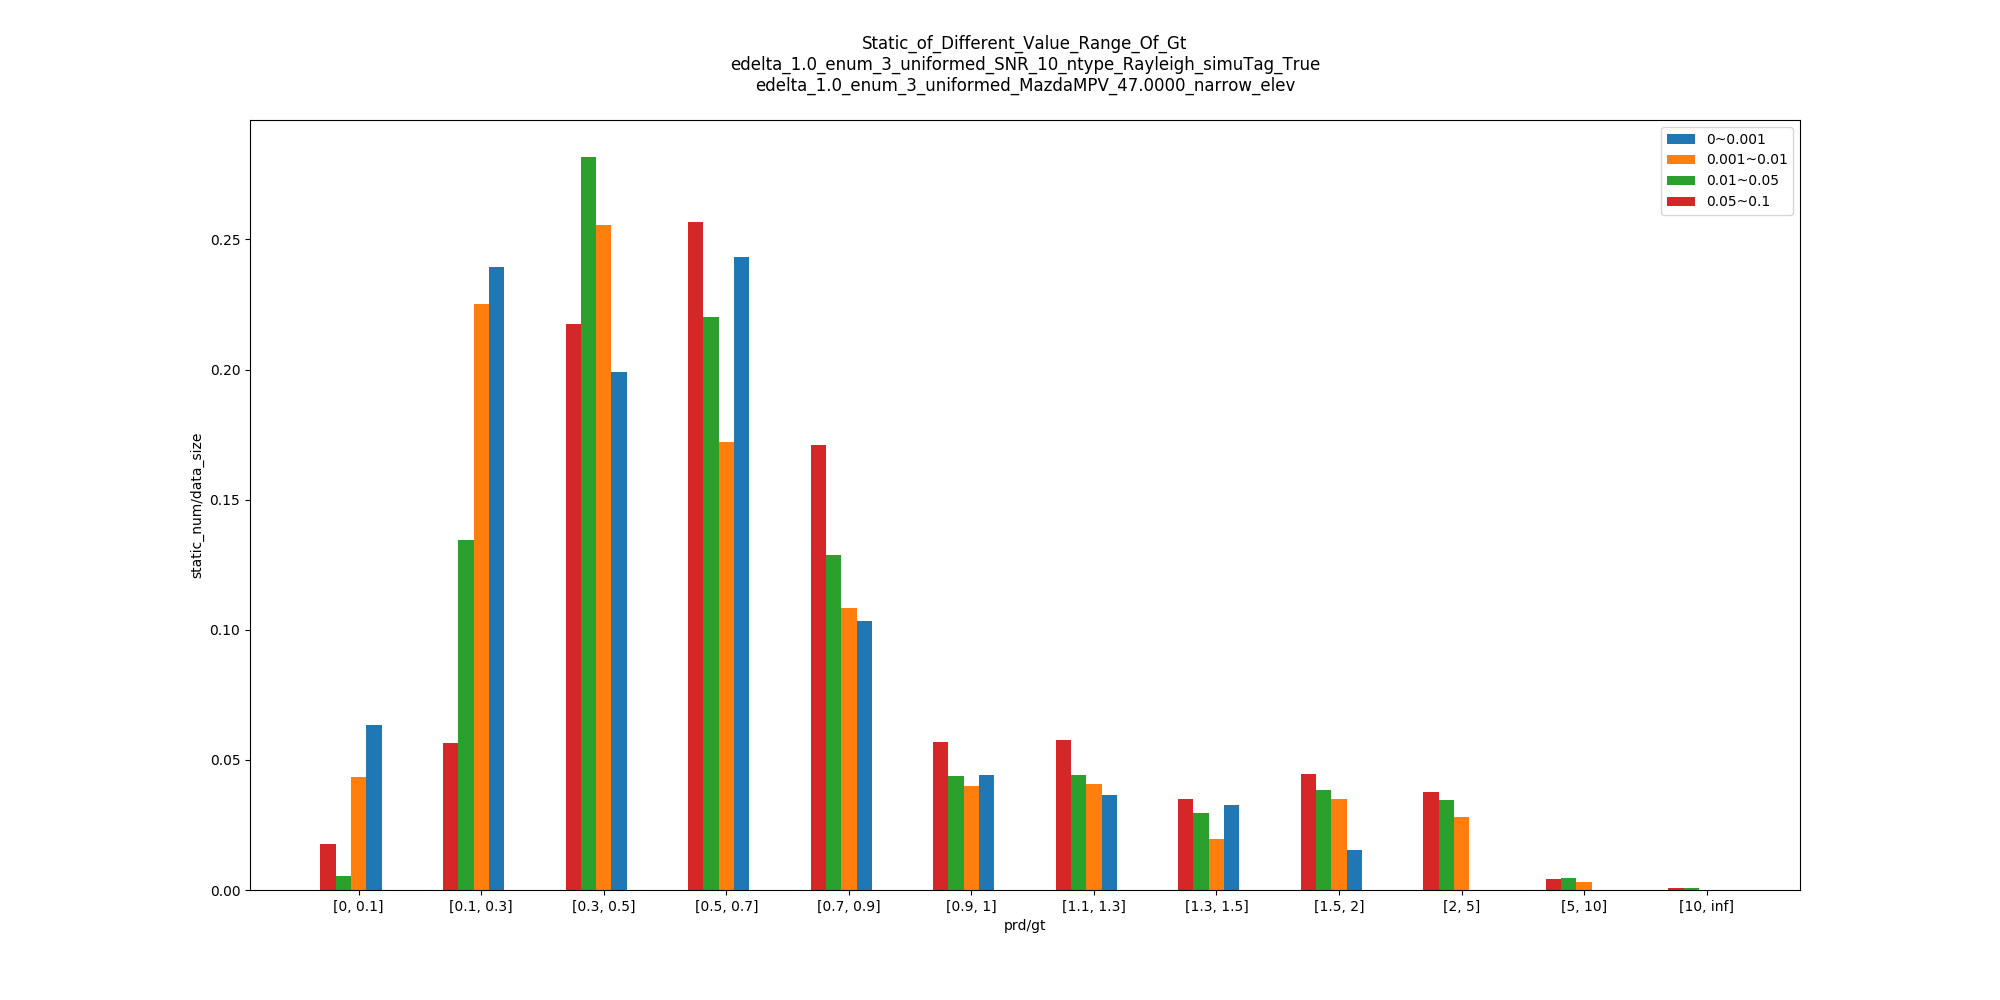 Static_of_Different_Value_Range_Of_Gt
edelta_1.0_enum_3_uniformed_SNR_10_ntype_Rayleigh_simuTag_True
edelta_1.0_enum_3_uniformed_MazdaMPV_47.0000_narrow_elev
0~0.001
0.001~0.01
0.01~0.05
0.05~0.1
0.25
0.20
0.15
0.10
0.05
0.00
static_num/data_size
[0, 0.1] [0.1, 0.3] [0.3, 0.5] [0.5, 0.7] [0.7, 0.9] [0.9, 1] [1.1, 1.3] [1.3, 1.5] [1.5, 2] [2, 5] [5, 10] [10, inf]
prd/gt